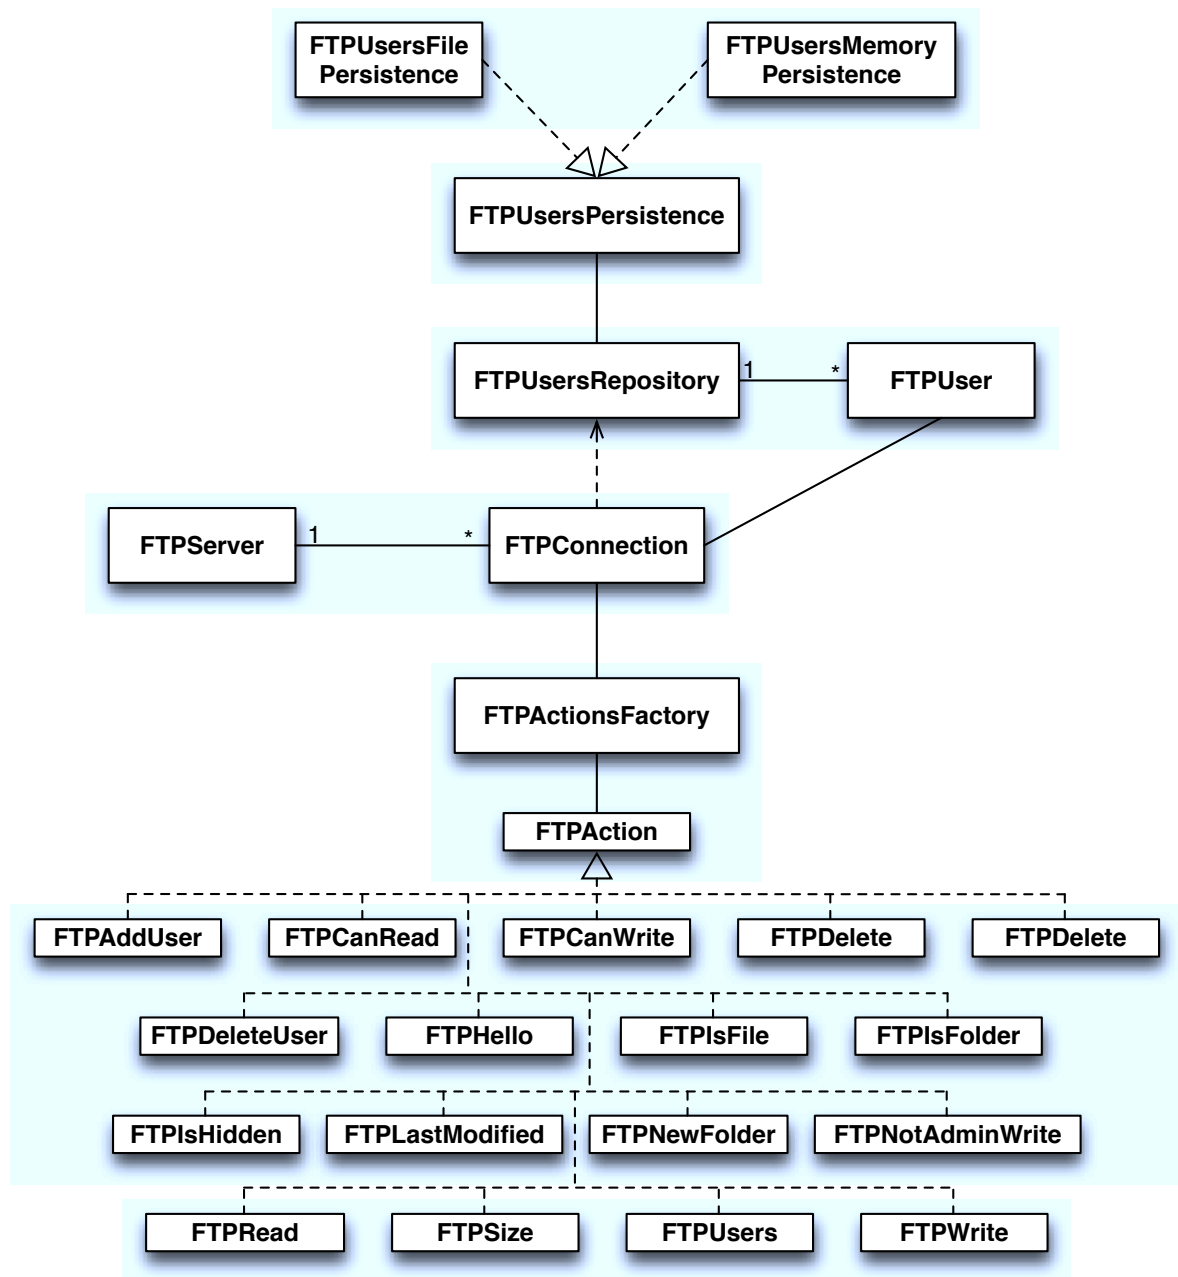 FTPUsersFile
Persistence
FTPUsersMemory
Persistence
FTPUsersPersistence
FTPUsersRepository
1
*
FTPUser
FTPServer
1
*
FTPConnection
FTPActionsFactory
FTPAction
FTPAddUser
FTPCanRead
FTPCanWrite
FTPDelete
FTPDelete
FTPDeleteUser
FTPHello
FTPIsFile
FTPIsFolder
FTPIsHidden
FTPLastModified
FTPNewFolder
FTPNotAdminWrite
FTPRead
FTPSize
FTPUsers
FTPWrite